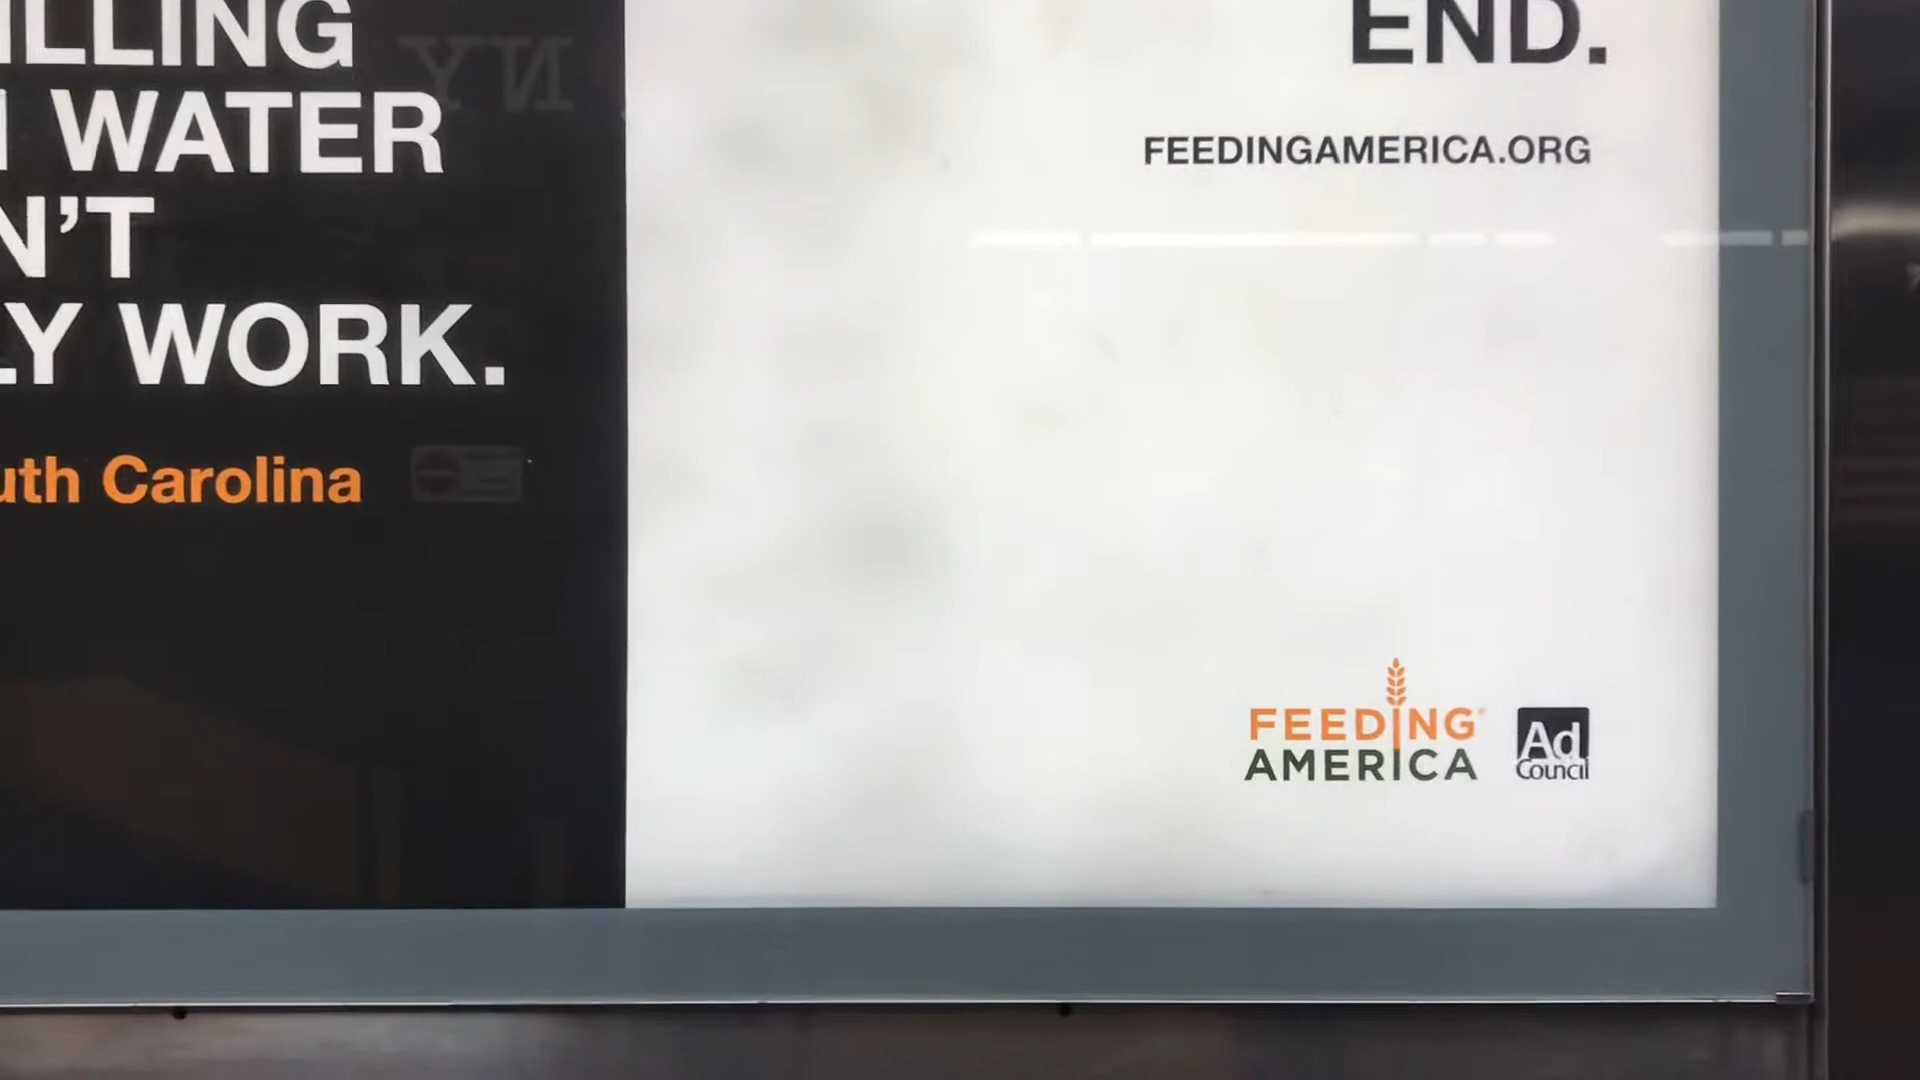 ILLING
WATER
N'T
LY WORK.
uth Carolina
END.
FEEDINGAMERICA.ORG
FEEDING
AMERICA
Ad
Council